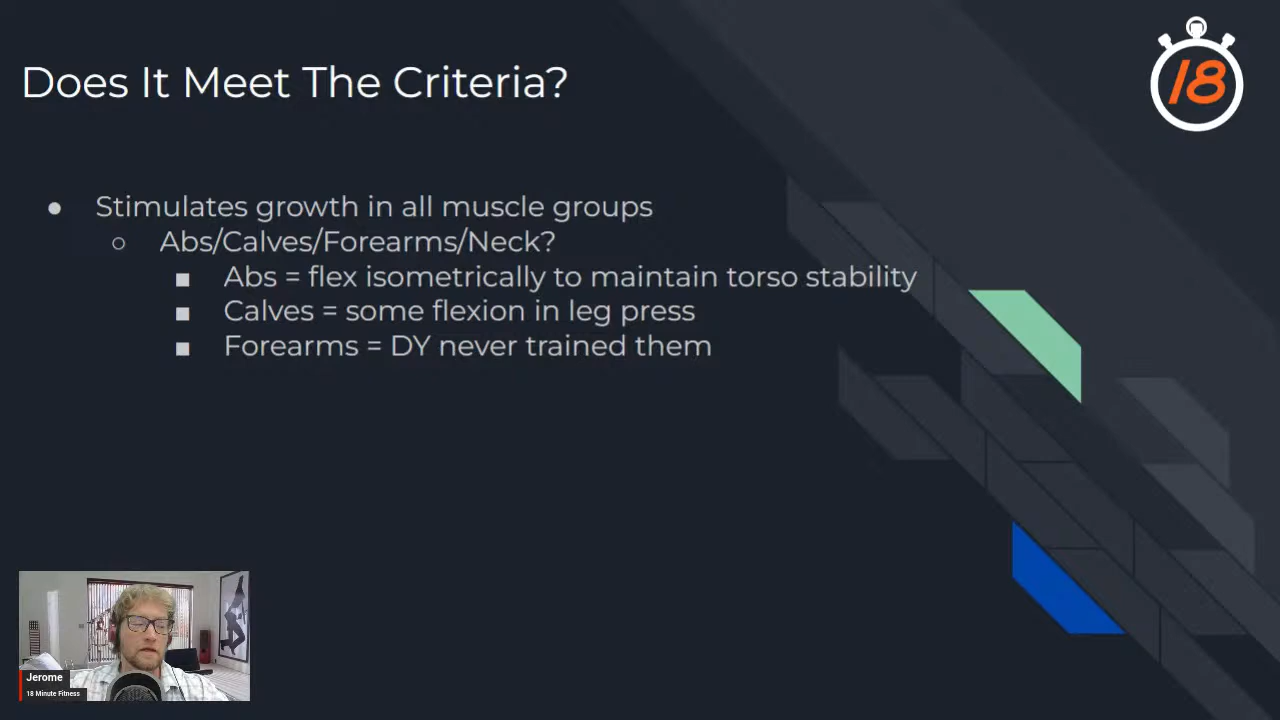 Does It Meet The Criteria?
18
● Stimulates growth in all muscle groups
○ Abs/Calves/Forearms/Neck?
■ Abs = flex isometrically to maintain torso stability
■ Calves = some flexion in leg press
■ Forearms = DY never trained them
Jerome
18 Minute Fitness